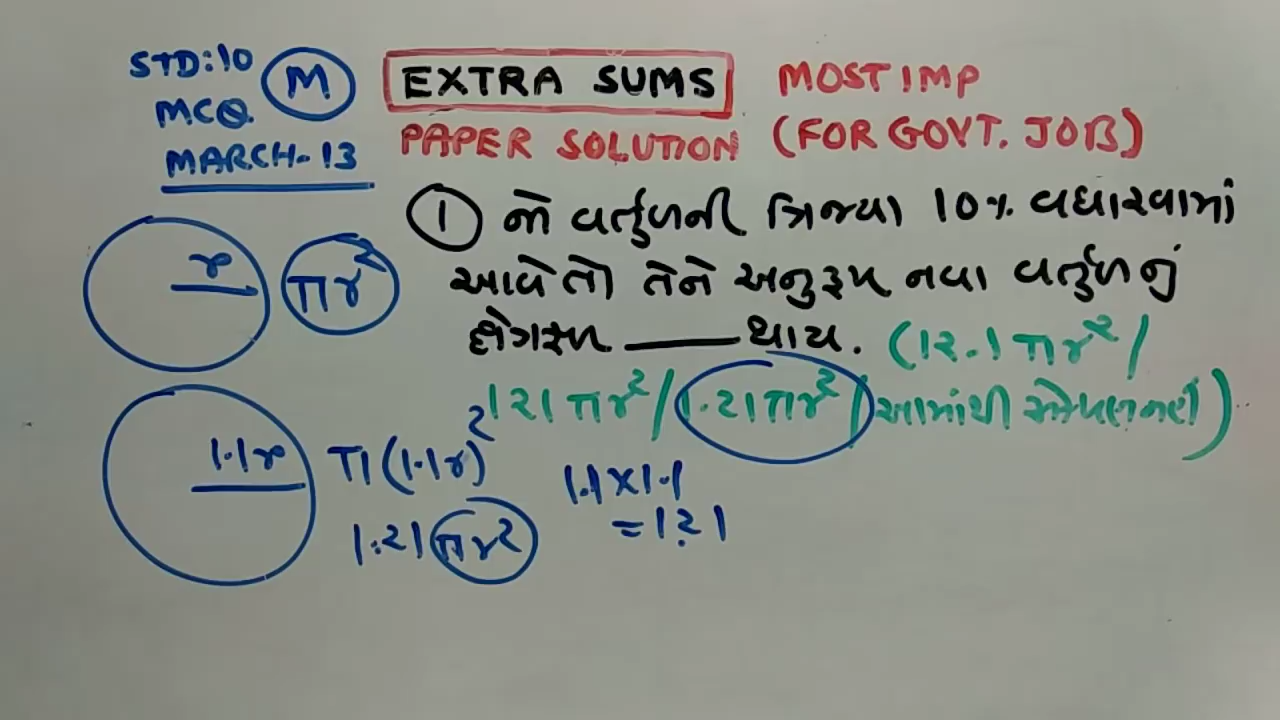 STD:10
MCQ.
MARCH-13
M
EXTRA SUMS
MOST IMP
PAPER SOLUTION (FOR GOVT. JOB)
① જો વર્તુળની ત્રિજ્યા 10% વધારવામાં
આવે તો તેને અનુરૂપ નવા વર્તુળનું
ક્ષેત્રફળ _____ થાય. (12.1πr² /
121πr² / 1.21πr² / આમાંથી એકપણ નહીં)
r
πr²
1.1r
π(1.1r)²
1.21πr²
1.1×1.1
=1.21